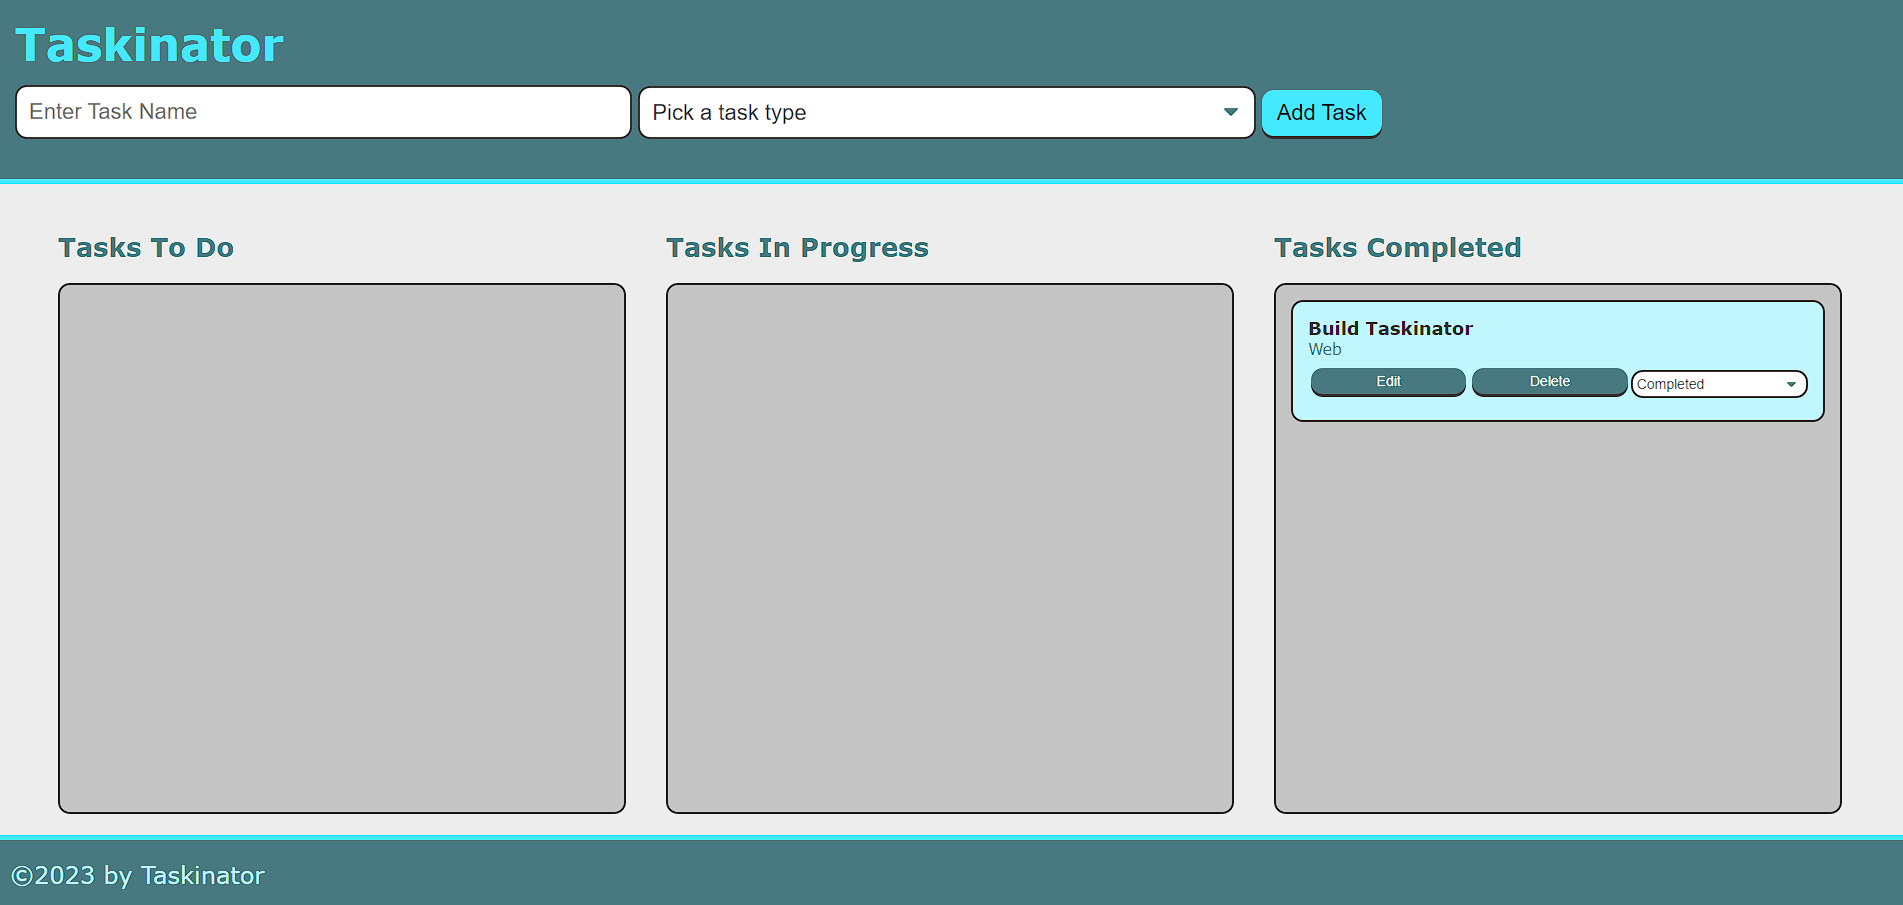 Taskinator
Enter Task Name
Pick a task type
Add Task
Tasks To Do
Tasks In Progress
Tasks Completed
Build Taskinator
Web
Edit
Delete
Completed
©2023 by Taskinator